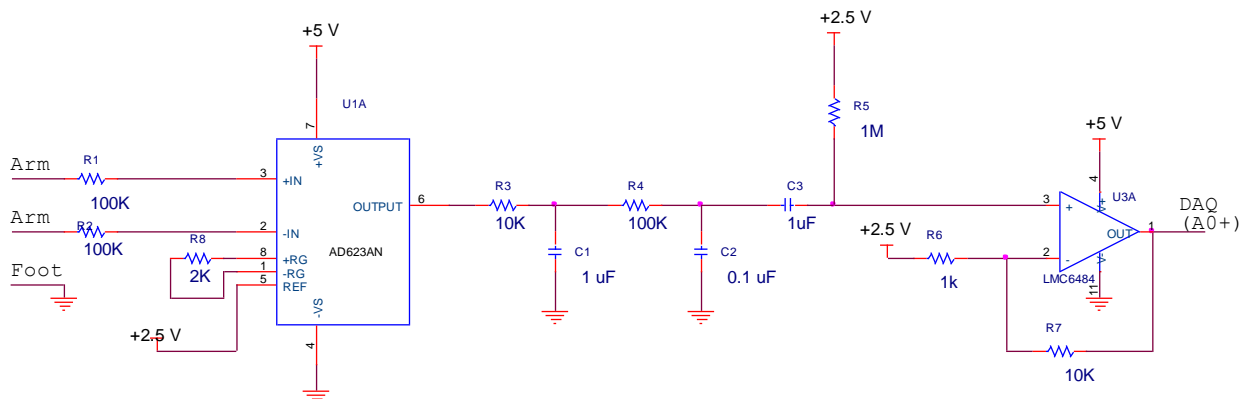 +5 V
+2.5 V
U1A
7
+VS
R5
1M
+5 V
Arm
R1
100K
3
+IN
4
V+
U3A
OUTPUT
6
R3
10K
R4
100K
C3
1uF
3
+
OUT
1
DAQ
(A0+)
Arm
R2
100K
2
-IN
AD623AN
+2.5 V
R6
1k
2
-
V-
11
LMC6484
R8
2K
8
+RG
1
-RG
5
REF
C1
1 uF
C2
0.1 uF
Foot
+2.5 V
-VS
4
R7
10K